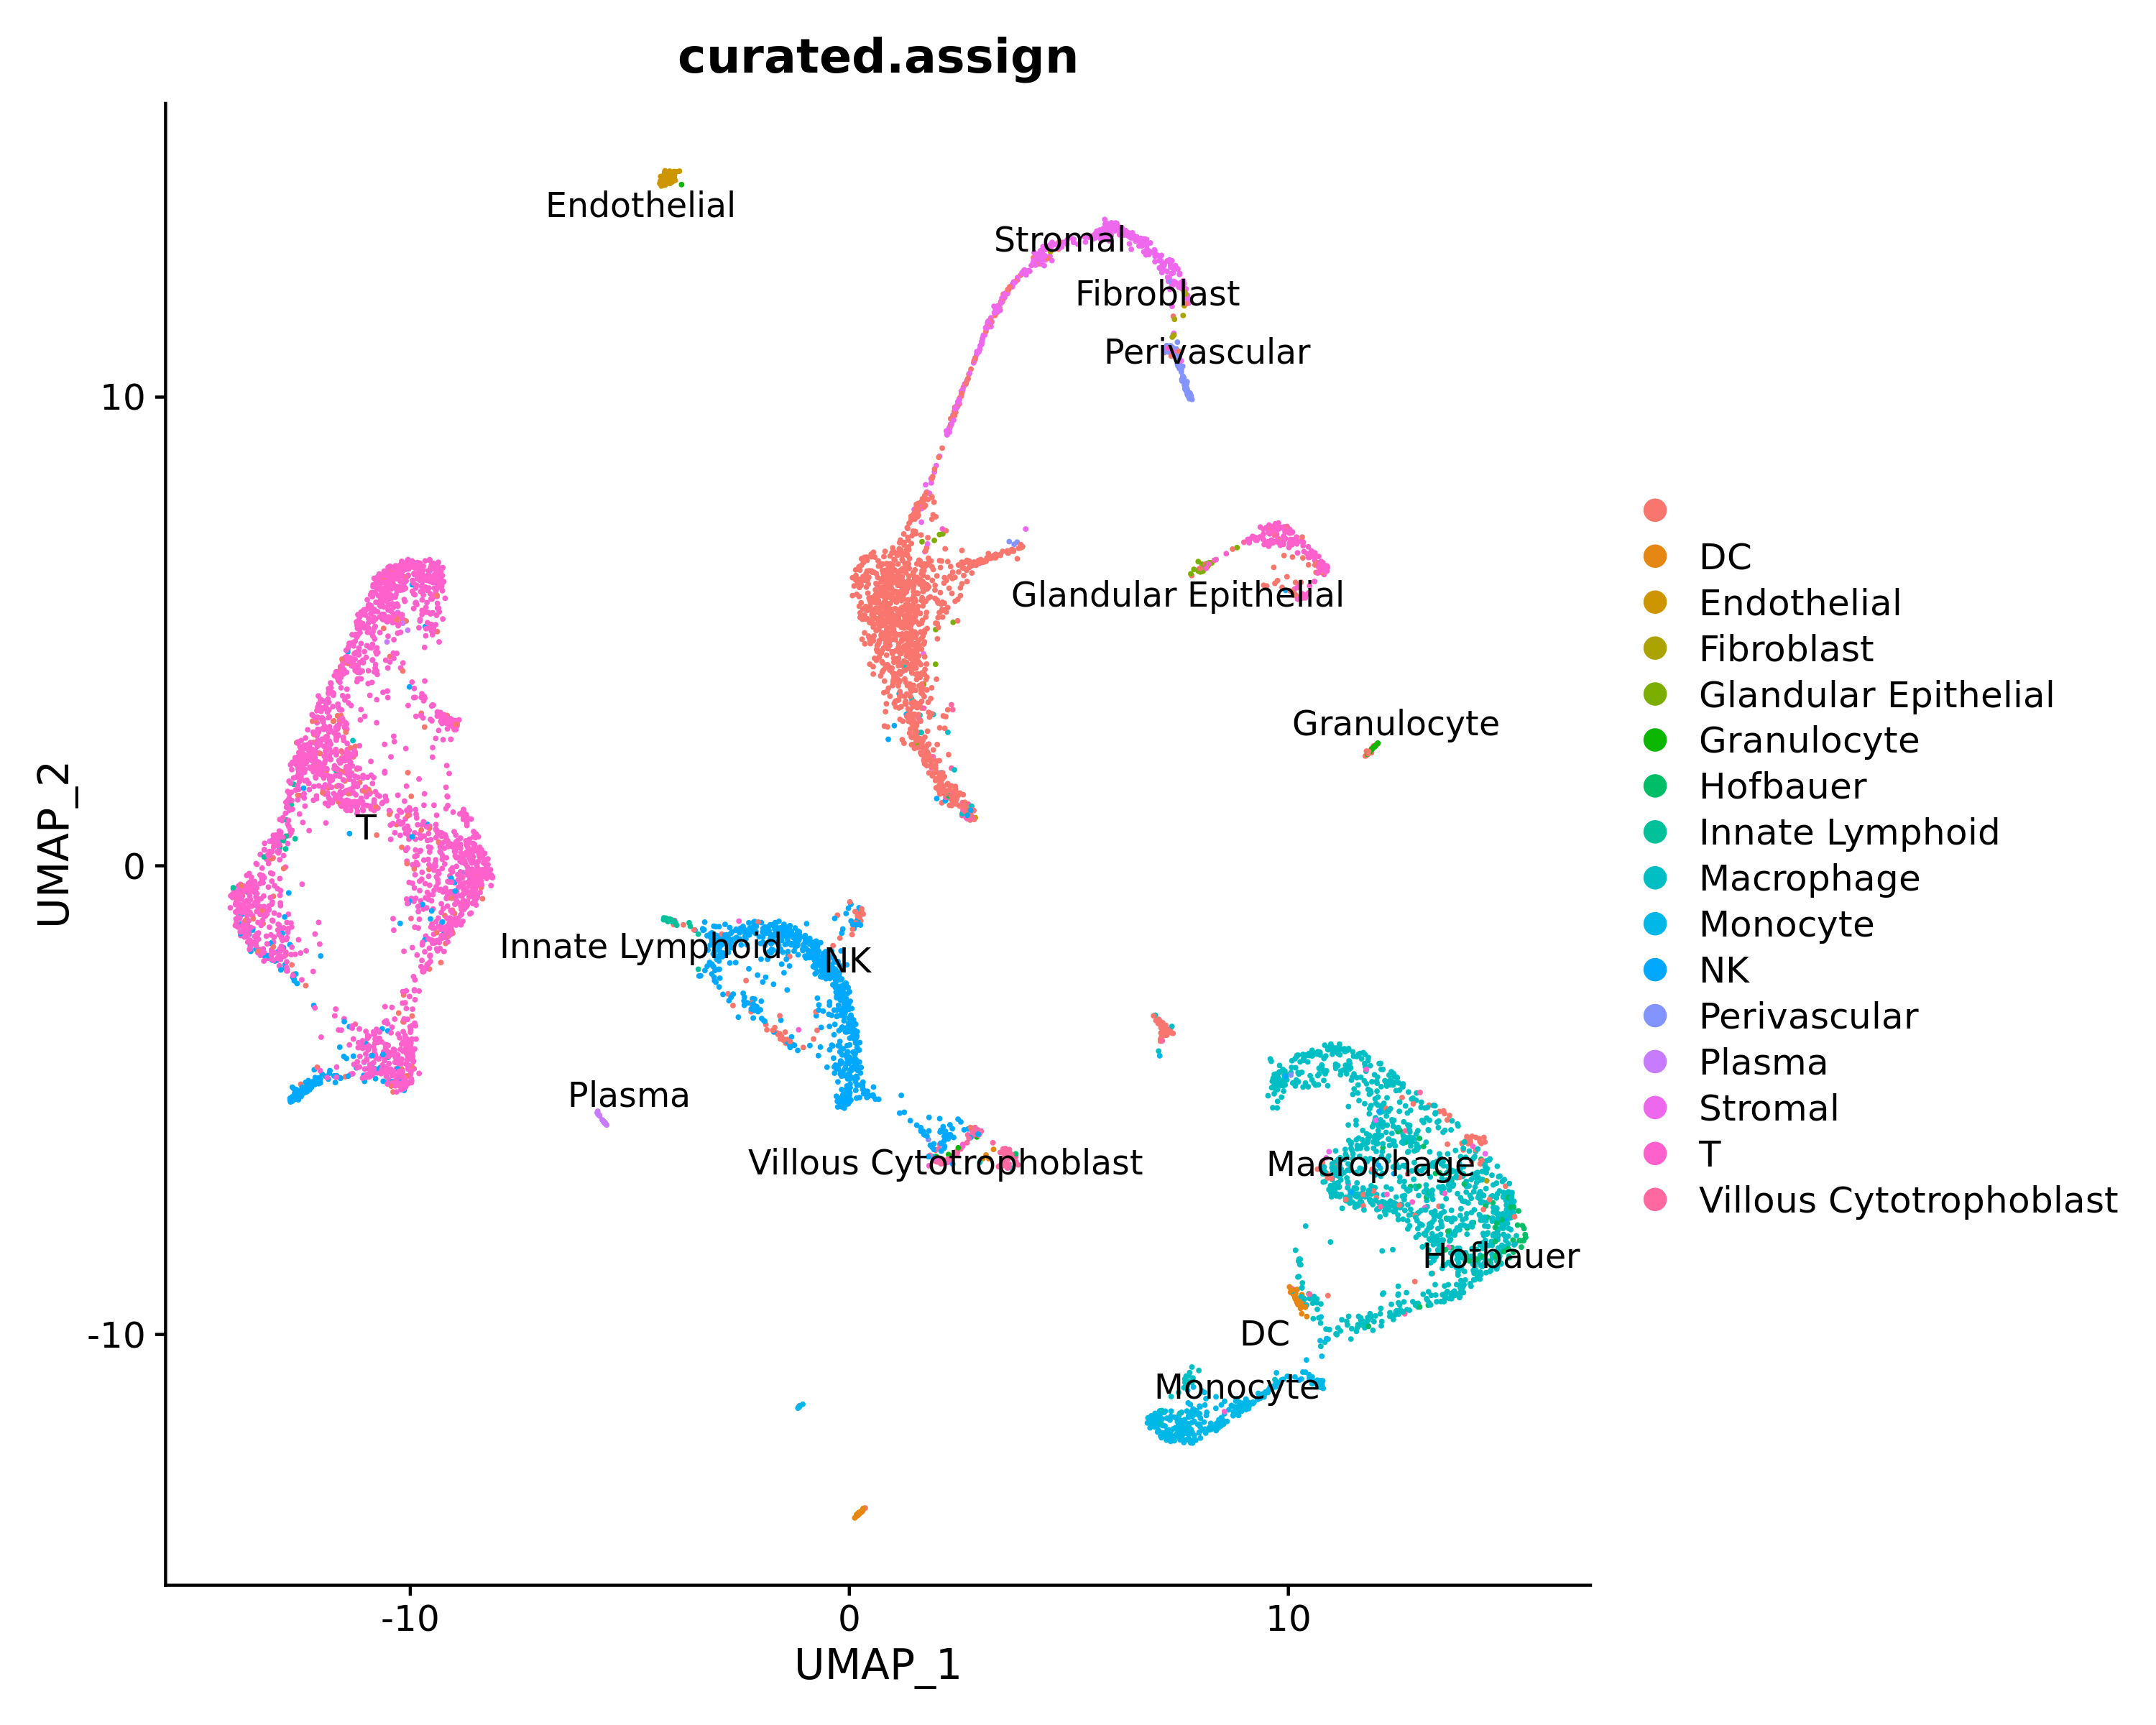 curated.assign
Endothelial
Stromal
Fibroblast
Perivascular
Glandular Epithelial
Granulocyte
T
Innate Lymphoid
NK
Plasma
Villous Cytotrophoblast
Macrophage
Hofbauer
DC
Monocyte
10
0
-10
UMAP_2
-10
0
10
UMAP_1
DC
Endothelial
Fibroblast
Glandular Epithelial
Granulocyte
Hofbauer
Innate Lymphoid
Macrophage
Monocyte
NK
Perivascular
Plasma
Stromal
T
Villous Cytotrophoblast